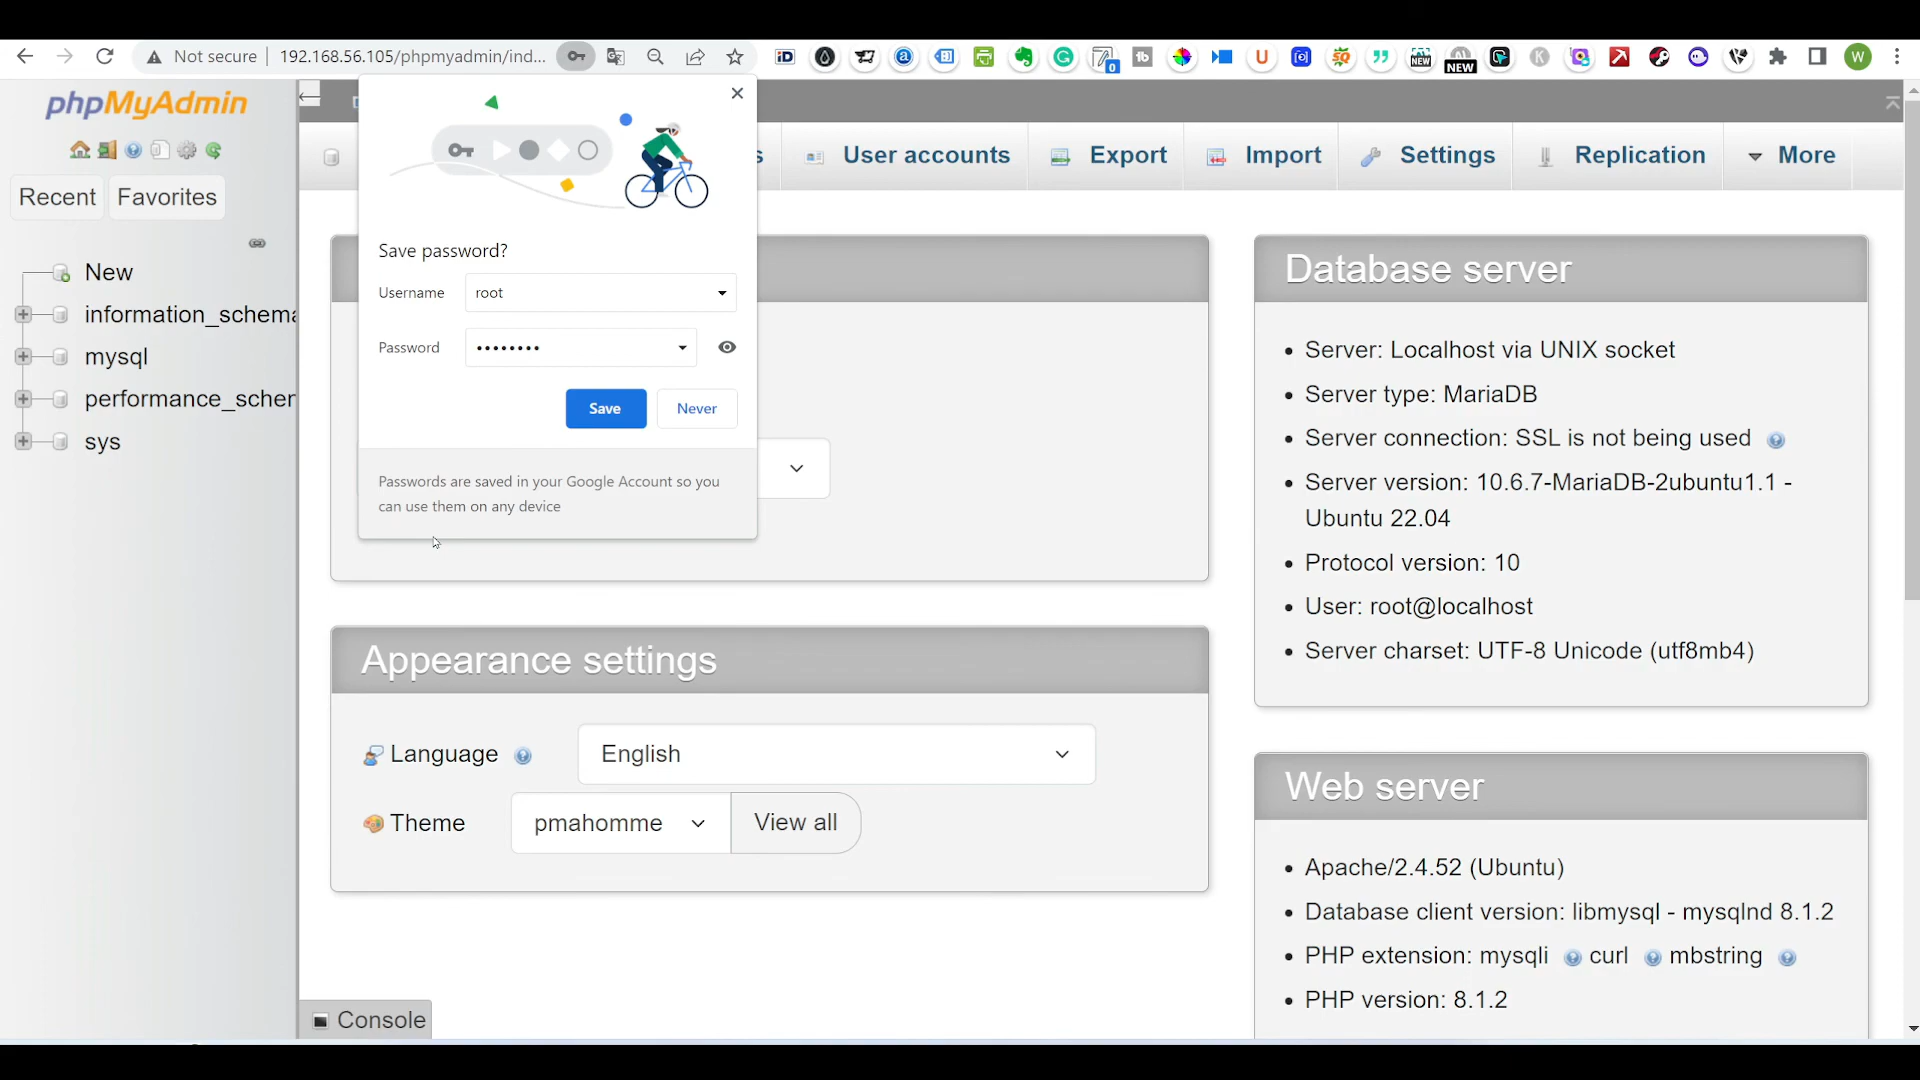 Not secure
192.168.56.105/phpmyadmin/ind...
0
NEW
NEW
W
phpMyAdmin
Recent
Favorites
New
information_schema
mysql
performance_scher
sys
s
User accounts
Export
Import
Settings
Replication
More
Save password?
Username
root
Password
••••••••
Save
Never
Passwords are saved in your Google Account so you
can use them on any device
Appearance settings
Language
English
Theme
pmahomme
View all
Database server
Server: Localhost via UNIX socket
Server type: MariaDB
Server connection: SSL is not being used
Server version: 10.6.7-MariaDB-2ubuntu1.1 -
Ubuntu 22.04
Protocol version: 10
User: root@localhost
Server charset: UTF-8 Unicode (utf8mb4)
Web server
Apache/2.4.52 (Ubuntu)
Database client version: libmysql - mysqlnd 8.1.2
PHP extension: mysqli curl mbstring
PHP version: 8.1.2
Console